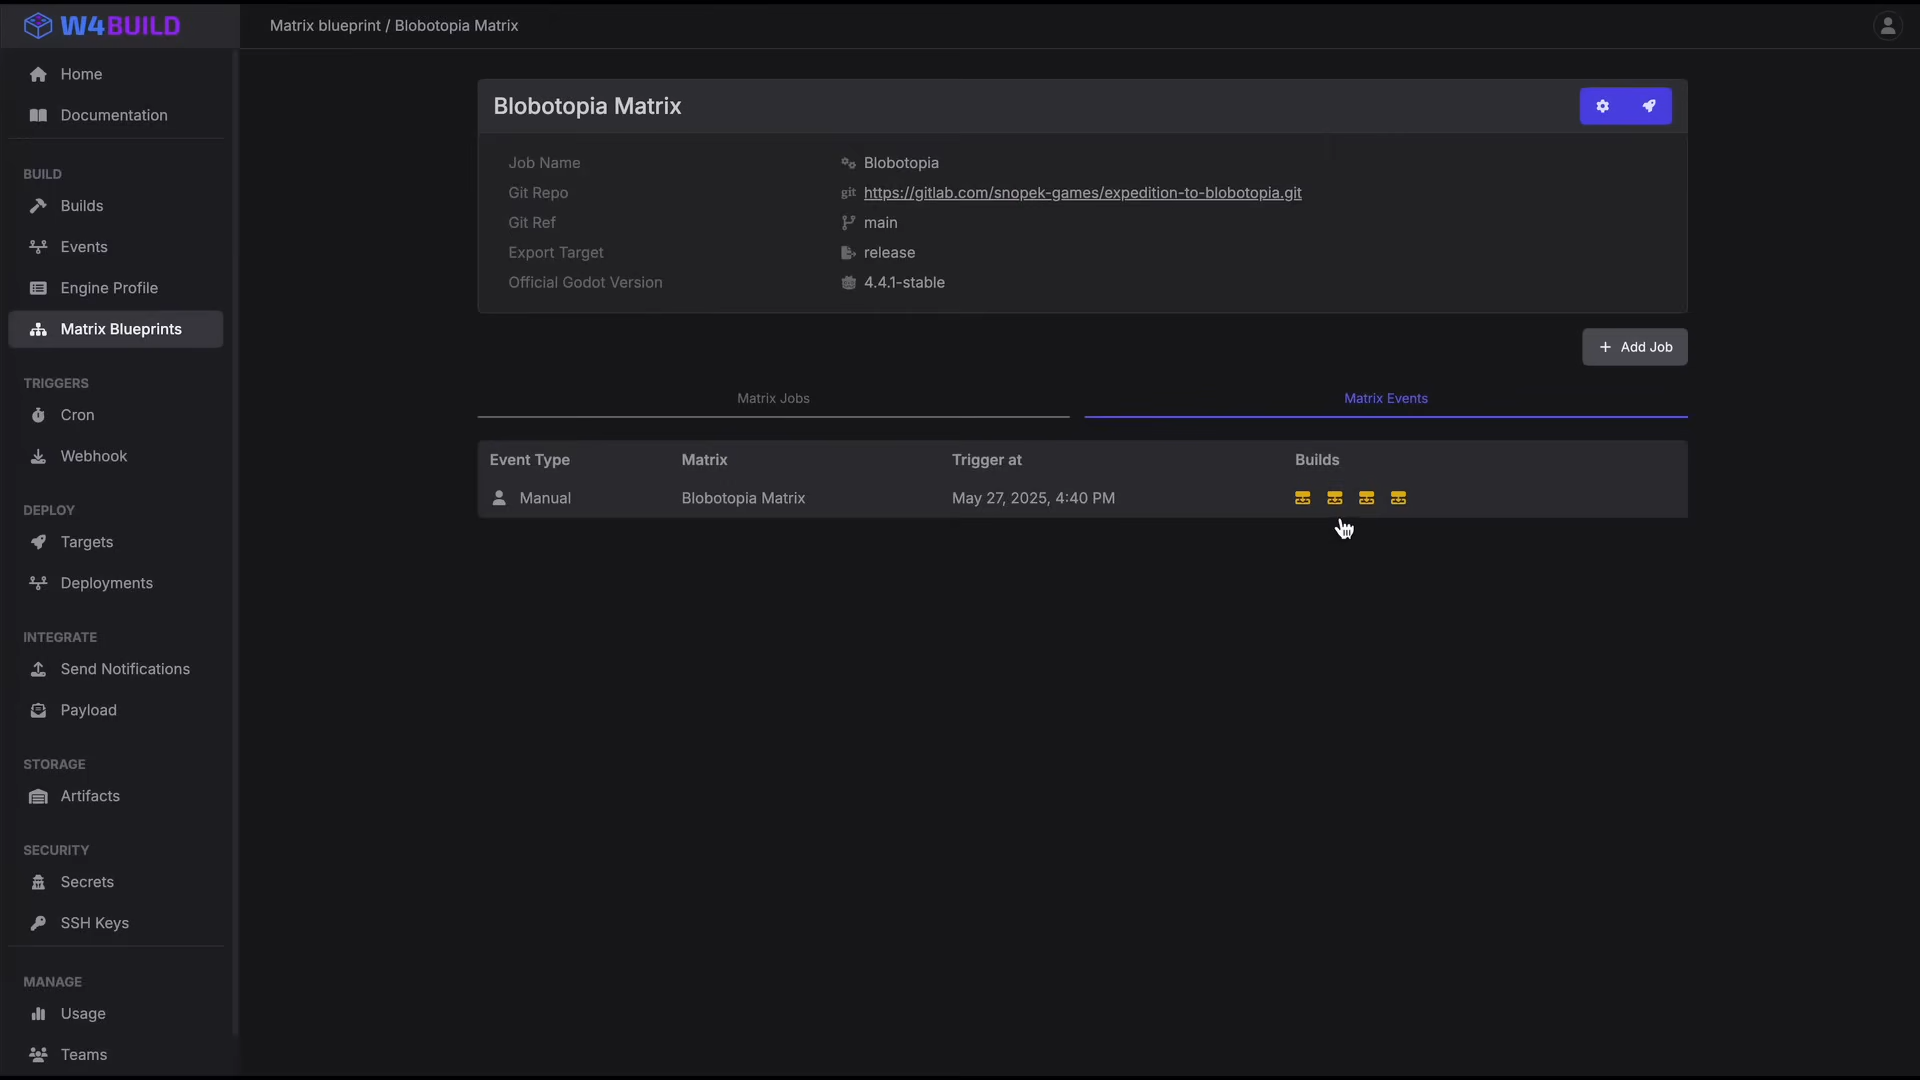 W4BUILD
Matrix blueprint / Blobotopia Matrix
Home
Documentation
BUILD
Builds
Events
Engine Profile
Matrix Blueprints
TRIGGERS
Cron
Webhook
DEPLOY
Targets
Deployments
INTEGRATE
Send Notifications
Payload
STORAGE
Artifacts
SECURITY
Secrets
SSH Keys
MANAGE
Usage
Teams
Blobotopia Matrix
Job Name Blobotopia
Git Repo git https://gitlab.com/snopek-games/expedition-to-blobotopia.git
Git Ref main
Export Target release
Official Godot Version 4.4.1-stable
+ Add Job
Matrix Jobs Matrix Events
Event Type Matrix Trigger at Builds
Manual Blobotopia Matrix May 27, 2025, 4:40 PM